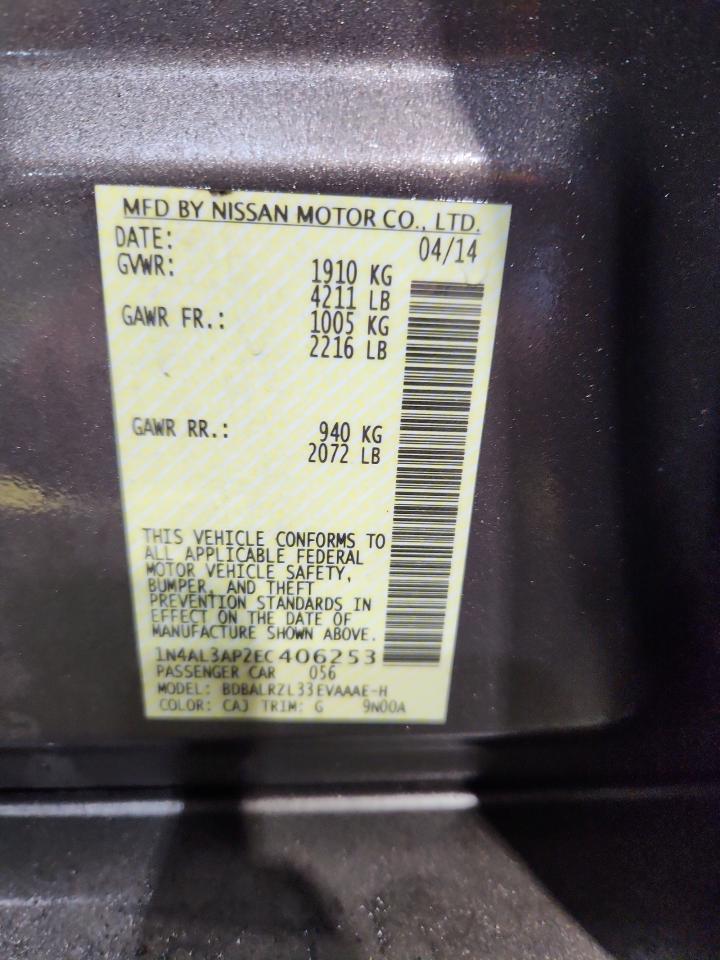 MFD BY NISSAN MOTOR CO., LTD.
DATE: 04/14
GVWR: 1910 KG
4211 LB
GAWR FR.: 1005 KG
2216 LB
GAWR RR.: 940 KG
2072 LB
THIS VEHICLE CONFORMS TO
ALL APPLICABLE FEDERAL
MOTOR VEHICLE SAFETY,
BUMPER, AND THEFT
PREVENTION STANDARDS IN
EFFECT ON THE DATE OF
MANUFACTURE SHOWN ABOVE.
1N4AL3AP2EC406253
PASSENGER CAR 056
MODEL: BDBALRZL33EVAAAE-H
COLOR: CAJ TRIM: G 9N00A